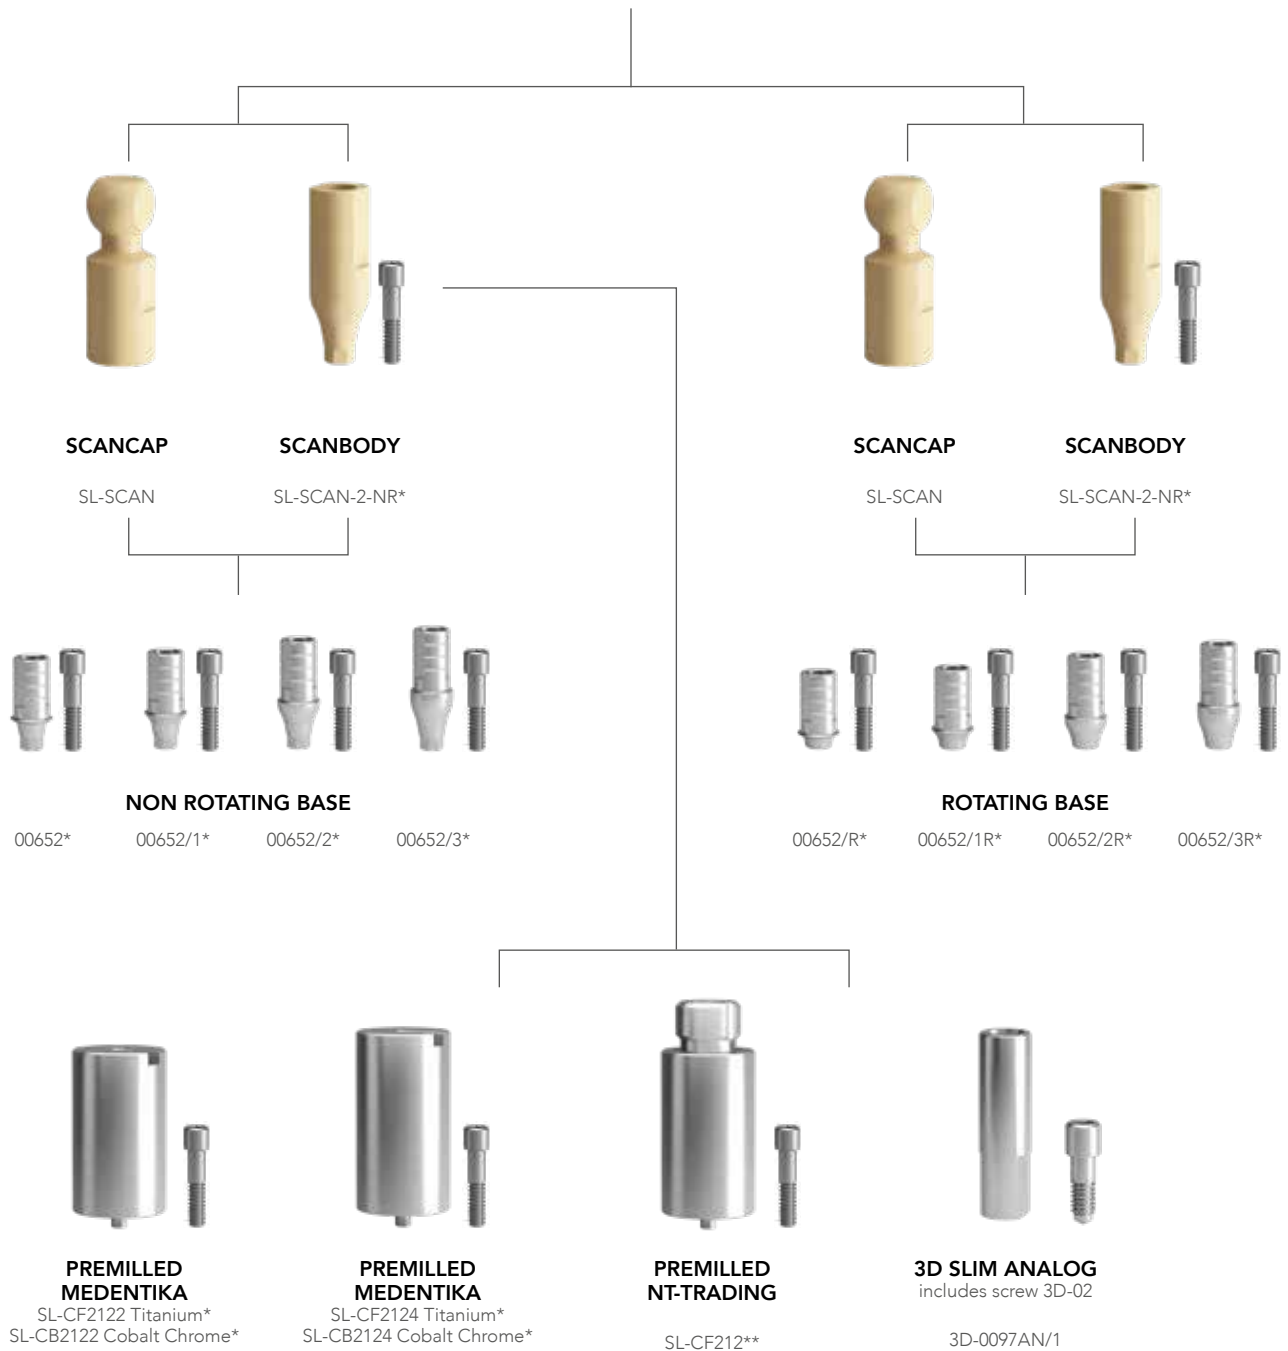 SCANCAP
SCANBODY
SCANCAP
SCANBODY
SL-SCAN
SL-SCAN-2-NR*
SL-SCAN
SL-SCAN-2-NR*
NON ROTATING BASE
ROTATING BASE
00652*
00652/1*
00652/2*
00652/3*
00652/R*
00652/1R*
00652/2R*
00652/3R*
PREMILLED
MEDENTIKA
SL-CF2122 Titanium*
SL-CB2122 Cobalt Chrome*
PREMILLED
MEDENTIKA
SL-CF2124 Titanium*
SL-CB2124 Cobalt Chrome*
PREMILLED
NT-TRADING
SL-CF212**
3D SLIM ANALOG
includes screw 3D-02
3D-0097AN/1